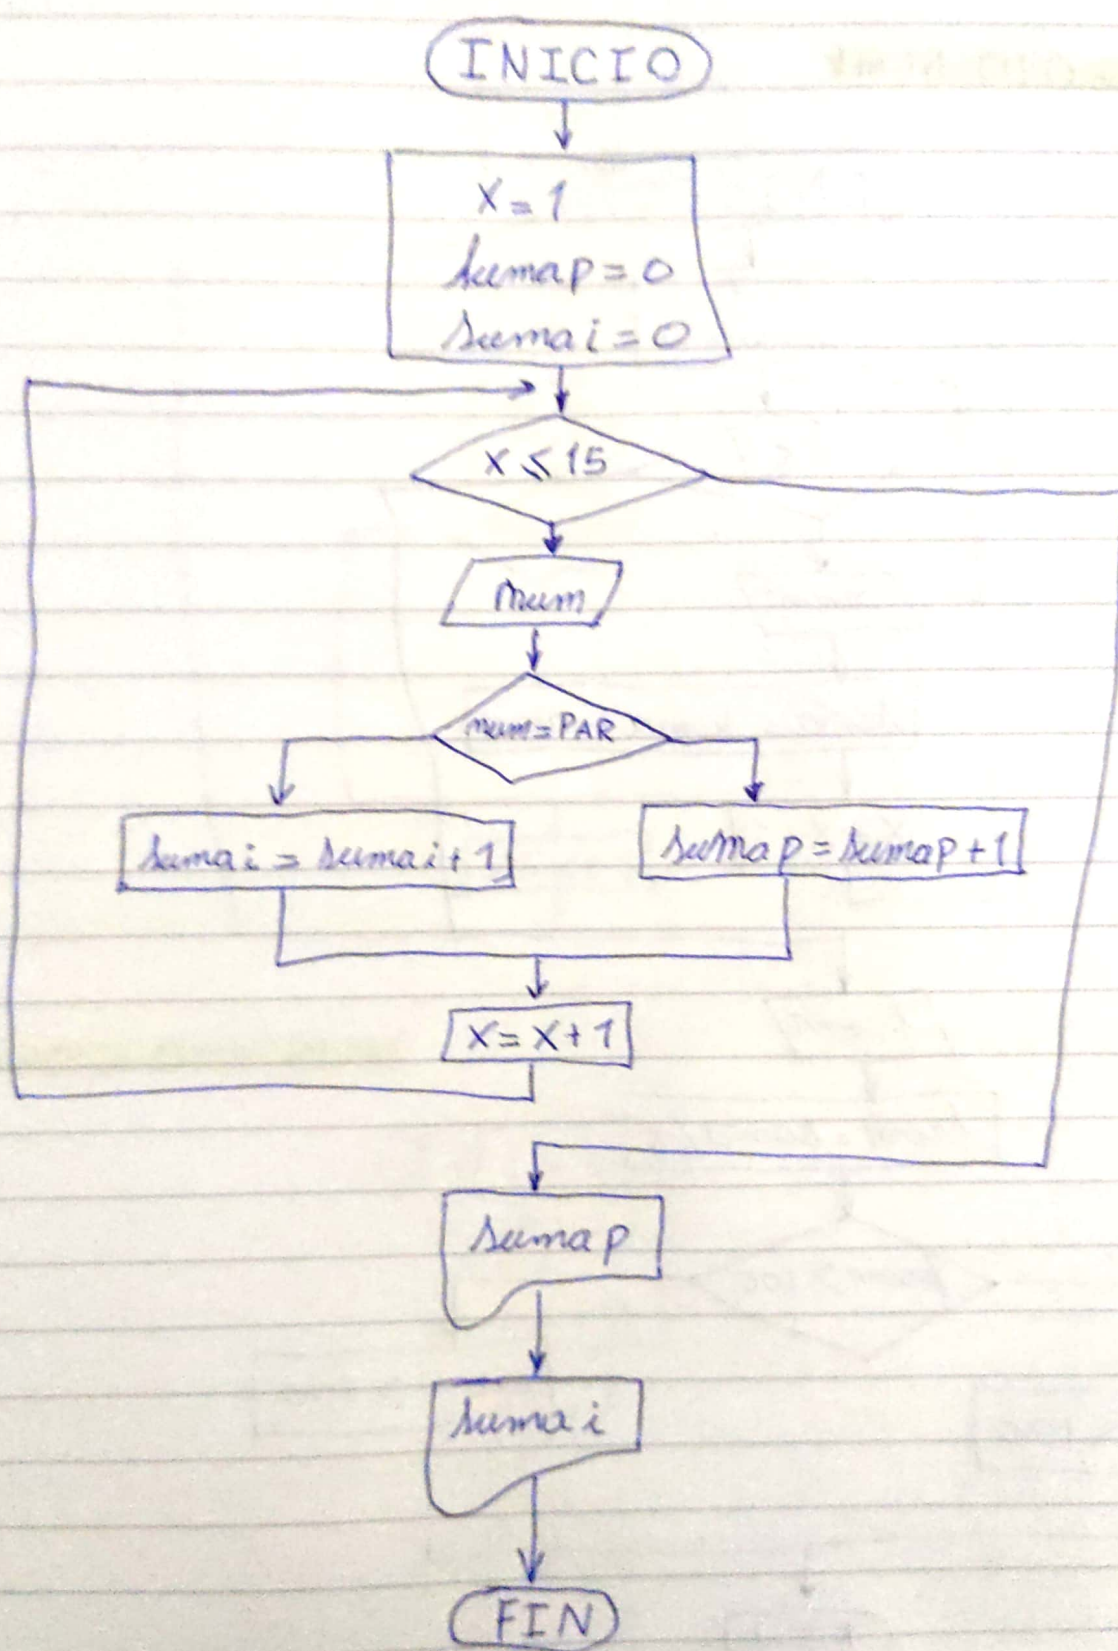 INICIO
X = 1
sumap = 0
sumai = 0
X ≤ 15
num
num = PAR
sumai = sumai + 1
sumap = sumap + 1
X = X + 1
sumap
sumai
FIN